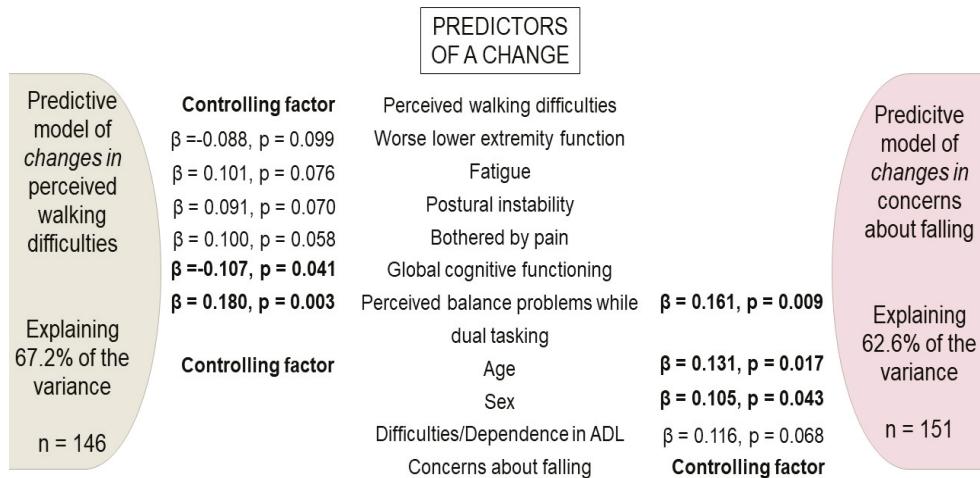 PREDICTORS
OF A CHANGE
Predictive
model of
changes in
perceived
walking
difficulties
Explaining
67.2% of the
variance
n = 146
Controlling factor Perceived walking difficulties
β =-0.088, p = 0.099 Worse lower extremity function
β = 0.101, p = 0.076 Fatigue
β = 0.091, p = 0.070 Postural instability
β = 0.100, p = 0.058 Bothered by pain
β =-0.107, p = 0.041 Global cognitive functioning
β = 0.180, p = 0.003 Perceived balance problems while β = 0.161, p = 0.009
dual tasking
Controlling factor Age β = 0.131, p = 0.017
Sex β = 0.105, p = 0.043
Difficulties/Dependence in ADL β = 0.116, p = 0.068
Concerns about falling Controlling factor
Predicitve
model of
changes in
concerns
about falling
Explaining
62.6% of the
variance
n = 151